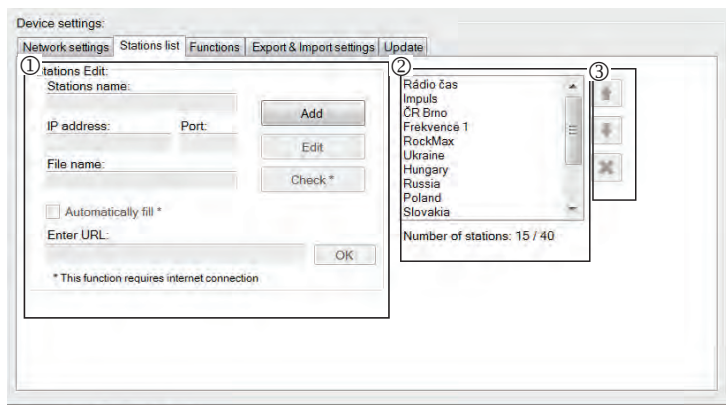 Device settings:
Network settings Stations list Functions Export & Import settings Update
① tations Edit:
Stations name:
Add
IP address: Port:
Edit
File name:
Check *
Automatically fill *
Enter URL:
OK
* This function requires internet connection
②
Rádio čas
Impuls
ČR Brno
Frekvence 1
RockMax
Ukraine
Hungary
Russia
Poland
Slovakia
Number of stations: 15 / 40
③